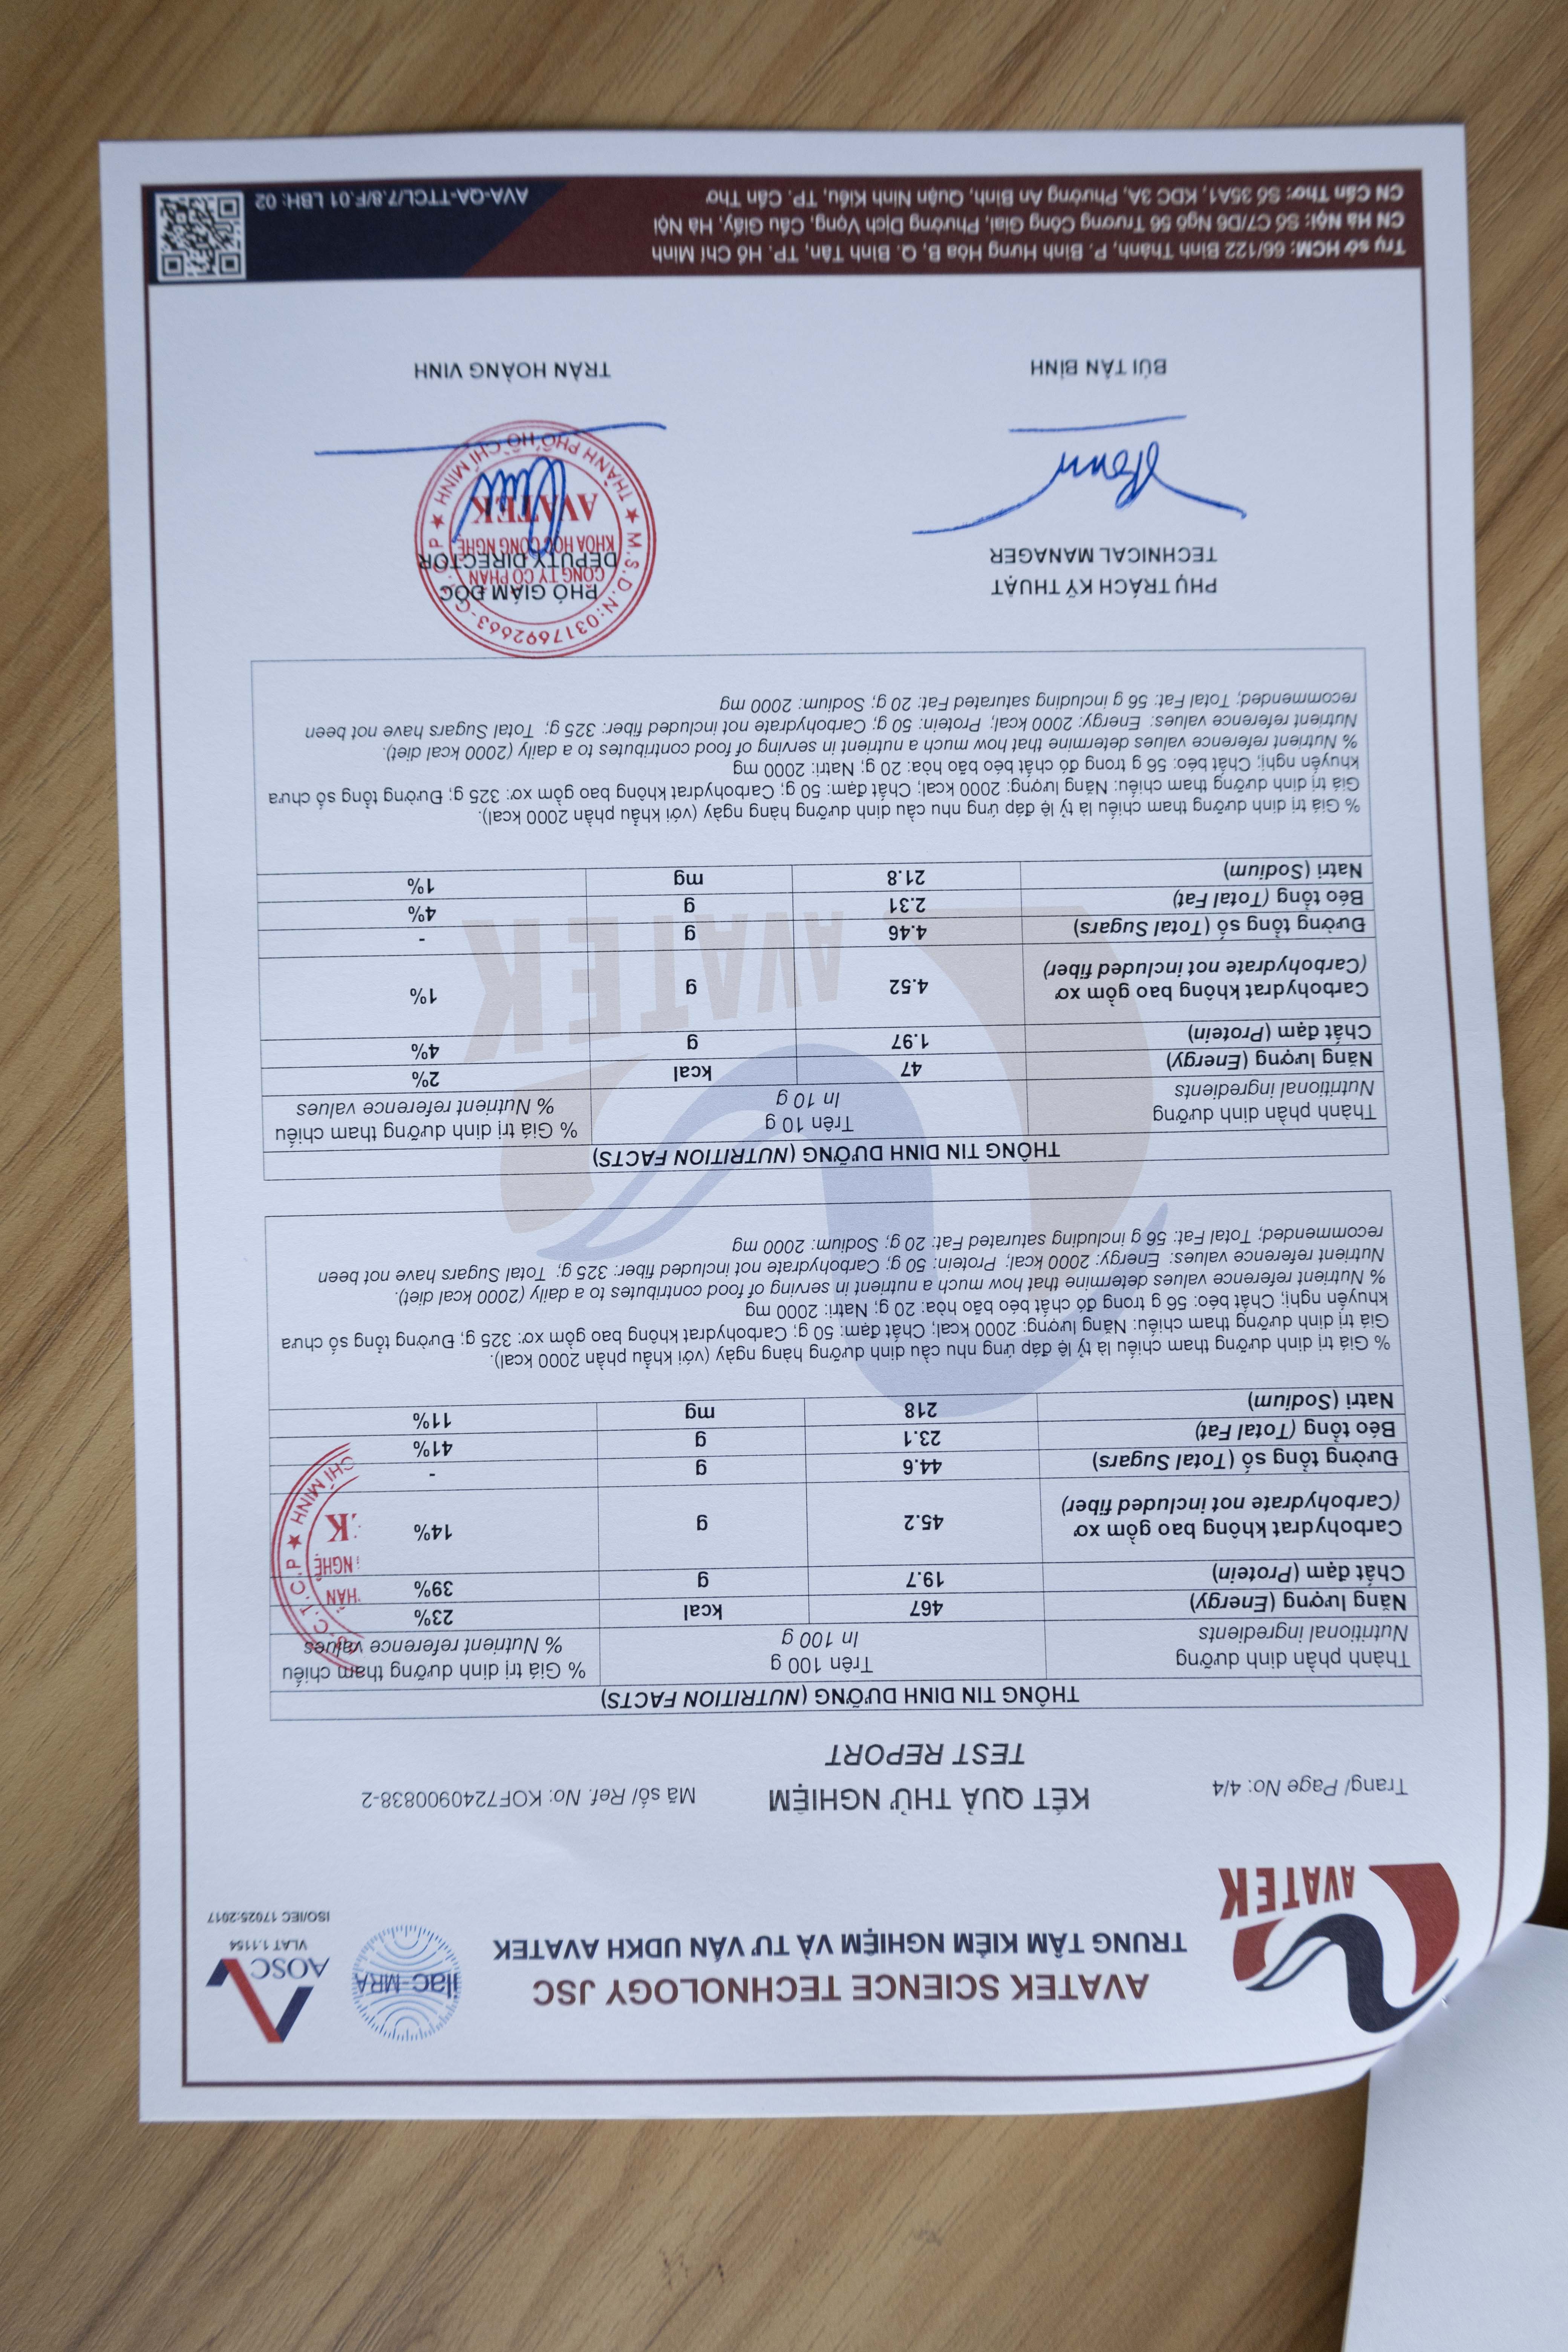 AVATEK
AVATEK SCIENCE TECHNOLOGY JSC
TRUNG TÂM KIỂM NGHIỆM VÀ TƯ VẤN UDKH AVATEK
ilac-MRA
AOSC
VLAT 1.1154
ISO/IEC 17025:2017
Trang/ Page No: 4/4
KẾT QUẢ THỬ NGHIỆM
Mã số/ Ref. No: KQF7240900838-2
TEST REPORT
THÔNG TIN DINH DƯỠNG (NUTRITION FACTS)
Thành phần dinh dưỡng Trên 100 g % Giá trị dinh dưỡng tham chiếu
Nutritional ingredients In 100 g % Nutrient reference values
Năng lượng (Energy) 467 kcal 23%
Chất đạm (Protein) 19.7 g 39%
Carbohydrat không bao gồm xơ 45.2 g 14%
(Carbohydrate not included fiber)
Đường tổng số (Total Sugars) 44.6 g -
Béo tổng (Total Fat) 23.1 g 41%
Natri (Sodium) 218 mg 11%
% Giá trị dinh dưỡng tham chiếu là tỷ lệ đáp ứng nhu cầu dinh dưỡng hàng ngày (với khẩu phần 2000 kcal).
Giá trị dinh dưỡng tham chiếu: Năng lượng: 2000 kcal; Chất đạm: 50 g; Carbohydrat không bao gồm xơ: 325 g; Đường tổng số chưa
khuyến nghị; Chất béo: 56 g trong đó chất béo bão hòa: 20 g; Natri: 2000 mg
% Nutrient reference values determine that how much a nutrient in serving of food contributes to a daily (2000 kcal diet).
Nutrient reference values: Energy: 2000 kcal; Protein: 50 g; Carbohydrate not included fiber: 325 g; Total Sugars have not been
recommended; Total Fat: 56 g including saturated Fat: 20 g; Sodium: 2000 mg
C.T.C.P ★ CHÍ MINH
HẦN
NGHỆ
EK
THÔNG TIN DINH DƯỠNG (NUTRITION FACTS)
Thành phần dinh dưỡng Trên 10 g % Giá trị dinh dưỡng tham chiếu
Nutritional ingredients In 10 g % Nutrient reference values
Năng lượng (Energy) 47 kcal 2%
Chất đạm (Protein) 1.97 g 4%
Carbohydrat không bao gồm xơ 4.52 g 1%
(Carbohydrate not included fiber)
Đường tổng số (Total Sugars) 4.46 g -
Béo tổng (Total Fat) 2.31 g 4%
Natri (Sodium) 21.8 mg 1%
AVATEK
% Giá trị dinh dưỡng tham chiếu là tỷ lệ đáp ứng nhu cầu dinh dưỡng hàng ngày (với khẩu phần 2000 kcal).
Giá trị dinh dưỡng tham chiếu: Năng lượng: 2000 kcal; Chất đạm: 50 g; Carbohydrat không bao gồm xơ: 325 g; Đường tổng số chưa
khuyến nghị; Chất béo: 56 g trong đó chất béo bão hòa: 20 g; Natri: 2000 mg
% Nutrient reference values determine that how much a nutrient in serving of food contributes to a daily (2000 kcal diet).
Nutrient reference values: Energy: 2000 kcal; Protein: 50 g; Carbohydrate not included fiber: 325 g; Total Sugars have not been
recommended; Total Fat: 56 g including saturated Fat: 20 g; Sodium: 2000 mg
PHỤ TRÁCH KỸ THUẬT
TECHNICAL MANAGER
BÙI TẤN BÌNH
PHÓ GIÁM ĐỐC
DEPUTY DIRECTOR
M.S.D.N:0317692663-C.T.C.P
CÔNG TY CỔ PHẦN
KHOA HỌC CÔNG NGHỆ
AVATEK
★ THÀNH PHỐ HỒ CHÍ MINH ★
TRẦN HOÀNG VINH
Trụ sở HCM: 66/122 Bình Thành, P. Bình Hưng Hòa B, Q. Bình Tân, TP. Hồ Chí Minh
CN Hà Nội: Số C7/D6 Ngõ 56 Trương Công Giai, Phường Dịch Vọng, Cầu Giấy, Hà Nội
CN Cần Thơ: Số 35A1, KDC 3A, Phường An Bình, Quận Ninh Kiều, TP. Cần Thơ
AVA-QA-TTCL/7.8/F.01 LBH: 02